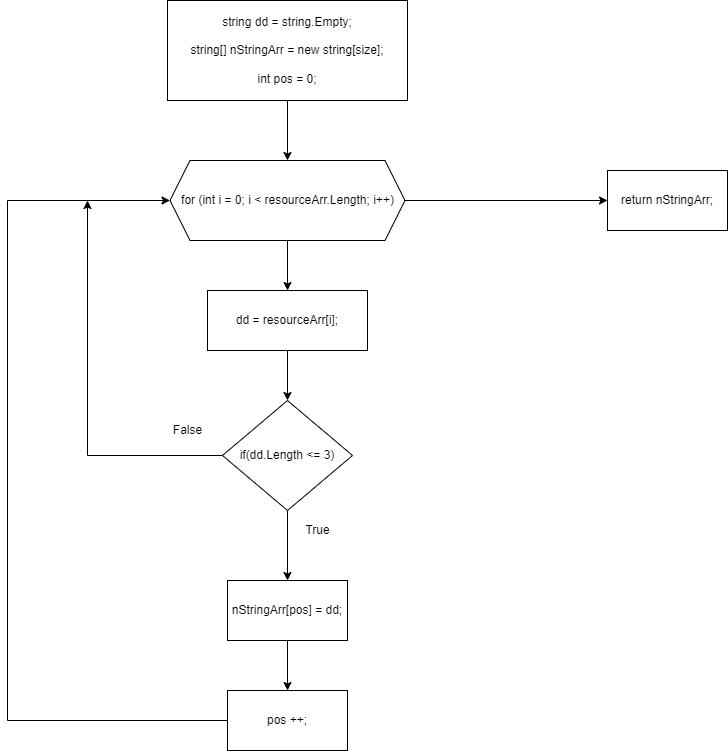 string dd = string.Empty;
string[] nStringArr = new string[size];
int pos = 0;
for (int i = 0; i < resourceArr.Length; i++)
return nStringArr;
dd = resourceArr[i];
False
if(dd.Length <= 3)
True
nStringArr[pos] = dd;
pos ++;